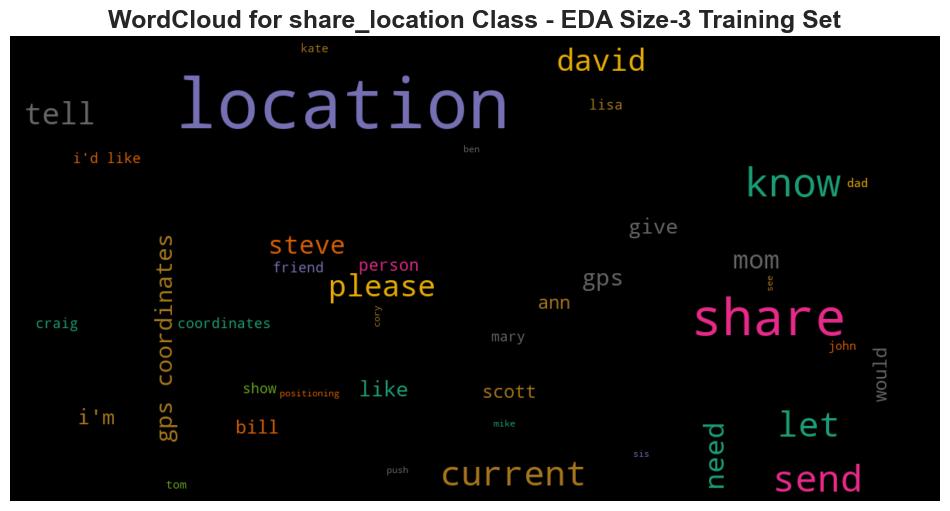 WordCloud for share_location Class - EDA Size-3 Training Set
kate
david
location
lisa
tell
ben
i'd like
know
dad
give
steve
friend
person
mom
gps
see
please
ann
gps coordinates
craig
coordinates
cory
share
mary
john
would
show
positioning
like
scott
i'm
bill
mike
let
need
sis
current
push
send
tom